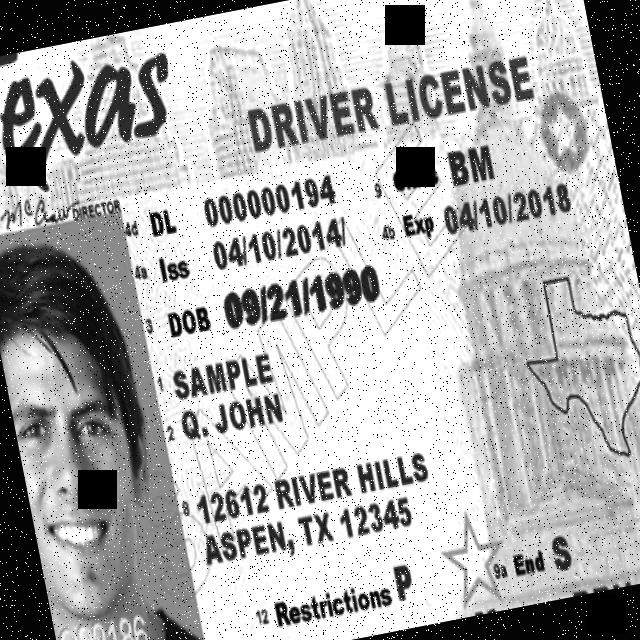 exas
DRIVER LICENSE
DIRECTOR
4d DL 000000194
9 BM
4a Iss 04/10/2014
4b Exp 04/10/2018
3 DOB 09/21/1990
1 SAMPLE
2 Q. JOHN
8 12612 RIVER HILLS
ASPEN, TX 12345
12 Restrictions P
9a End S